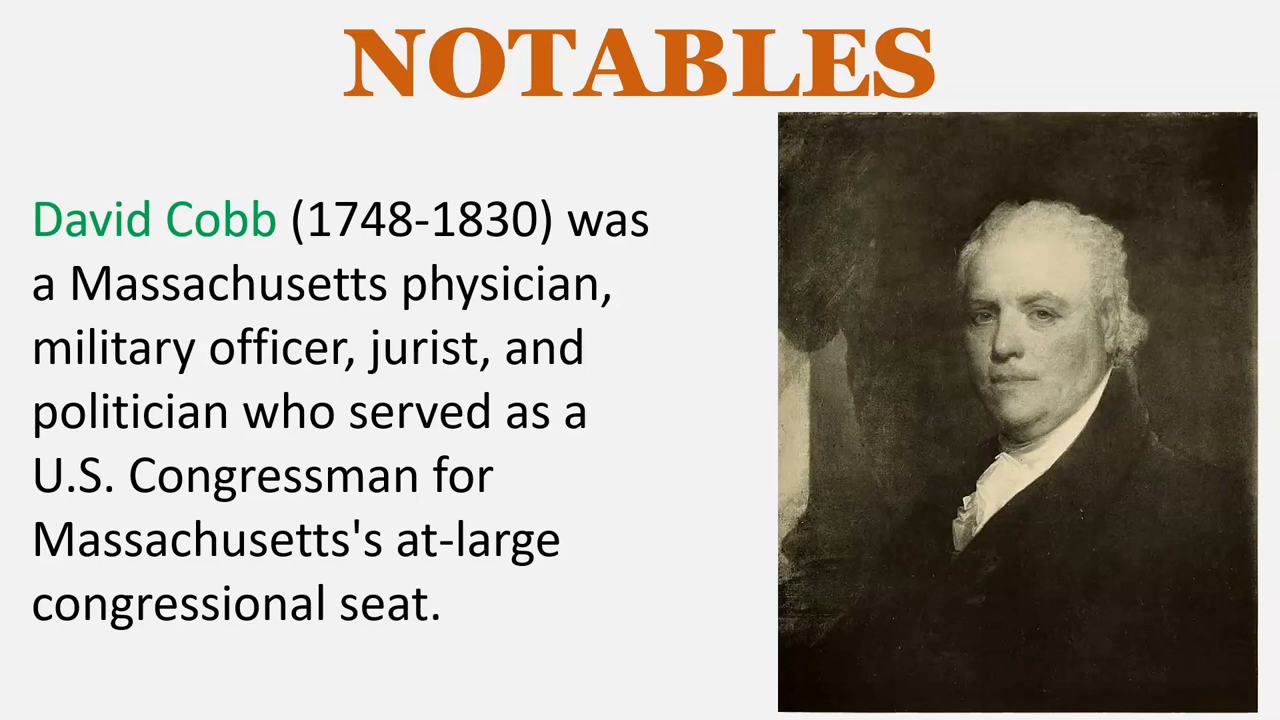 NOTABLES
David Cobb (1748-1830) was
a Massachusetts physician,
military officer, jurist, and
politician who served as a
U.S. Congressman for
Massachusetts's at-large
congressional seat.